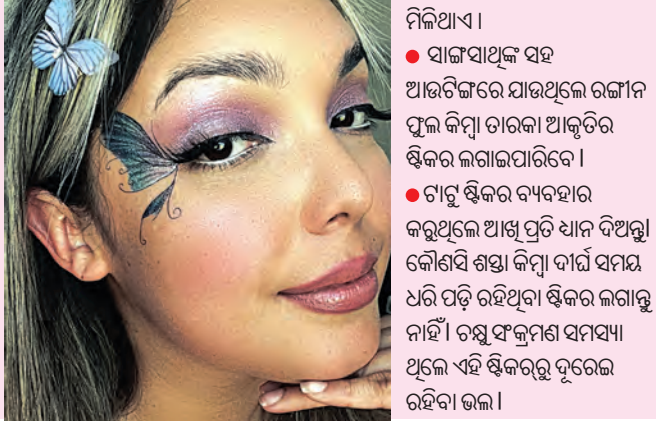 ମିଳିଥାଏ ।
● ସାଙ୍ଗସାଥିଙ୍କ ସହ
ଆଉଟିଙ୍ଗରେ ଯାଉଥିଲେ ରଙ୍ଗୀନ
ଫୁଲ କିମ୍ବା ତାରକା ଆକୃତିର
ଷ୍ଟିକର ଲଗାଇପାରିବେ ।
● ଟାଟୁ ଷ୍ଟିକର ବ୍ୟବହାର
କରୁଥିଲେ ଆଖି ପ୍ରତି ଧ୍ୟାନ ଦିଅନ୍ତୁ।
କୌଣସି ଶସ୍ତା କିମ୍ବା ଦୀର୍ଘ ସମୟ
ଧରି ପଡ଼ି ରହିଥିବା ଷ୍ଟିକର ଲଗାନ୍ତୁ
ନାହିଁ। ଚକ୍ଷୁ ସଂକ୍ରମଣ ସମସ୍ୟା
ଥିଲେ ଏହି ଷ୍ଟିକର୍‌ରୁ ଦୂରେଇ
ରହିବା ଭଲ ।